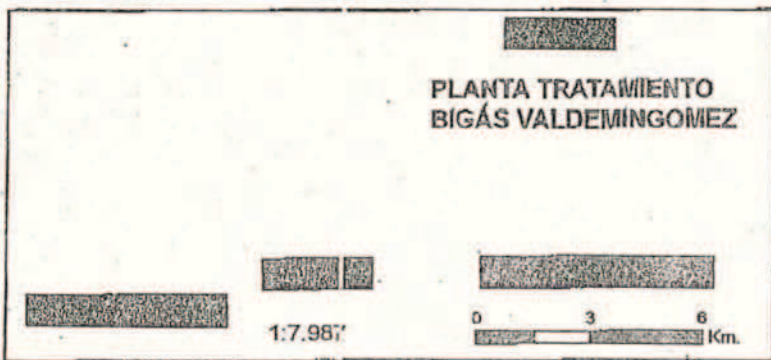 PLANTA TRATAMIENTO
BIGÁS VALDEMINGOMEZ
1:7.987
0 3 6
Km.